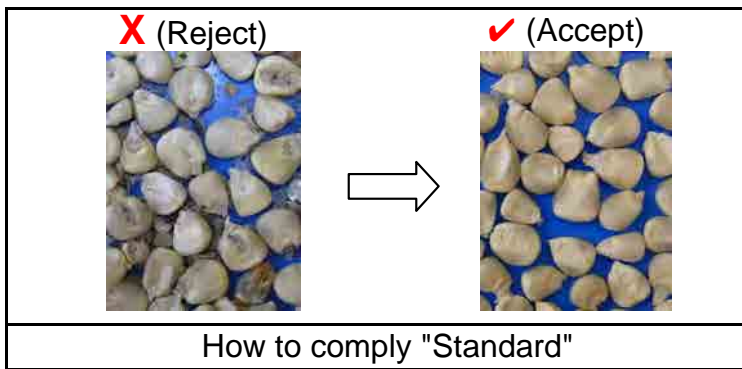 X (Reject)
✔ (Accept)
How to comply "Standard"